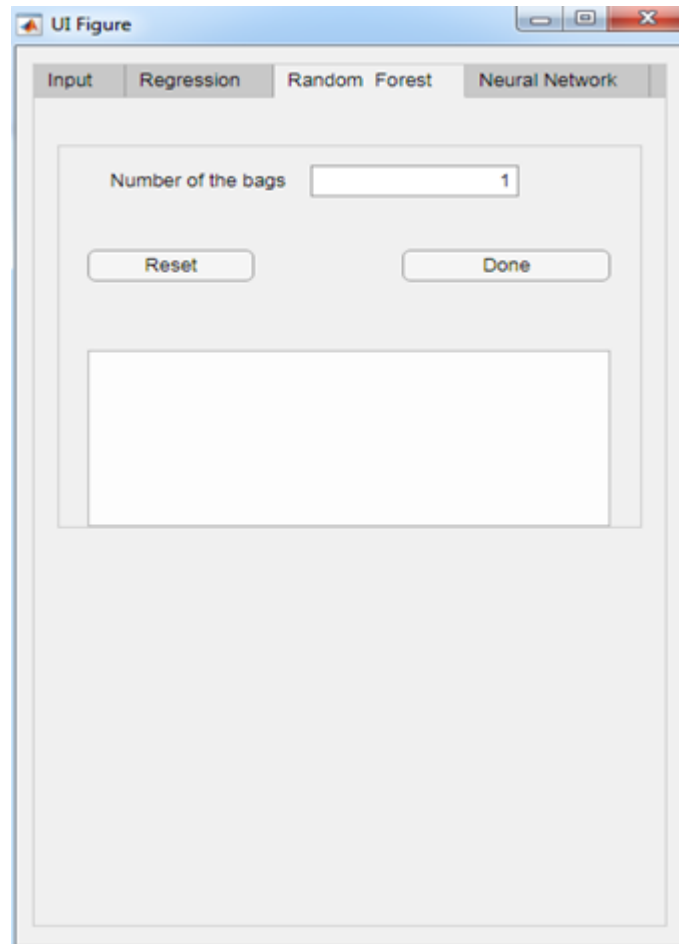 UI Figure
Input Regression Random Forest Neural Network
Number of the bags 1
Reset Done